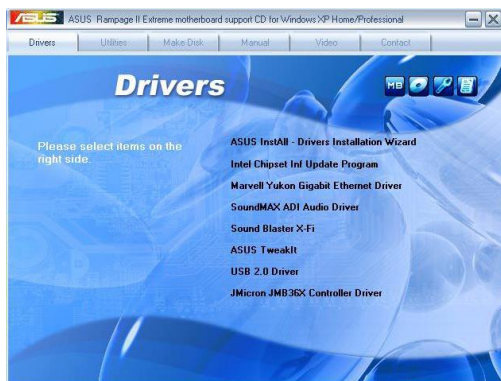 ASUS ASUS Rampage II Extreme motherboard support CD for Windows XP Home/Professional
Drivers Utilities Make Disk Manual Video Contact
Drivers
MB
Please select items on the
right side.
ASUS InstAll - Drivers Installation Wizard
Intel Chipset Inf Update Program
Marvell Yukon Gigabit Ethernet Driver
SoundMAX ADI Audio Driver
Sound Blaster X-Fi
ASUS TweakIt
USB 2.0 Driver
JMicron JMB36X Controller Driver